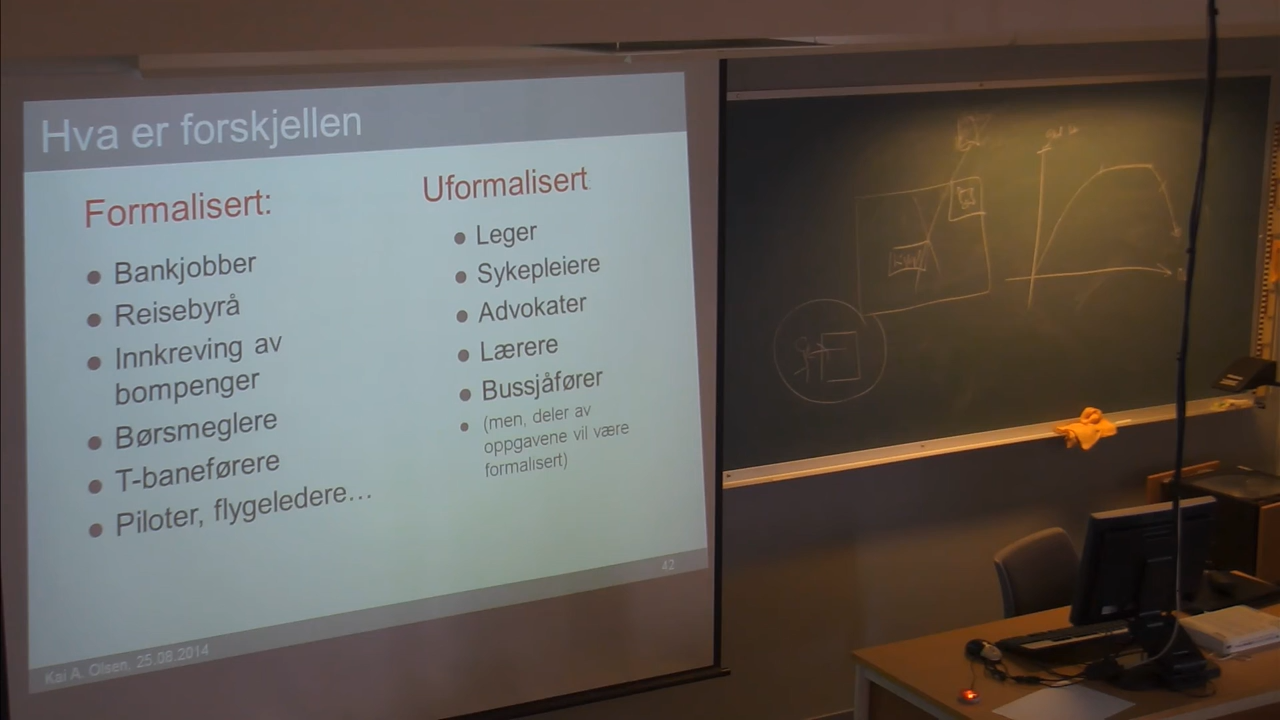 Hva er forskjellen
Formalisert:
Bankjobber
Reisebyrå
Innkreving av
bompenger
Børsmeglere
T-baneførere
Piloter, flygeledere…
Uformalisert
Leger
Sykepleiere
Advokater
Lærere
Bussjåfører
(men, deler av
oppgavene vil være
formalisert)
42
Kai A. Olsen, 25.08.2014